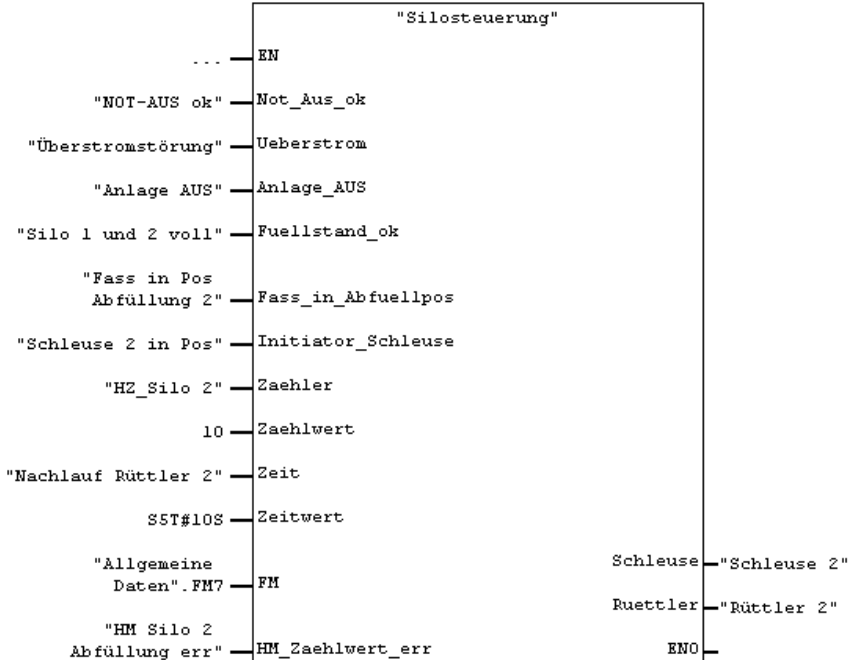 "Silosteuerung"
... EN
"NOT-AUS ok" Not_Aus_ok
"Überstromstörung" Ueberstrom
"Anlage AUS" Anlage_AUS
"Silo 1 und 2 voll" Fuellstand_ok
"Fass in Pos
Abfüllung 2" Fass_in_Abfuellpos
"Schleuse 2 in Pos" Initiator_Schleuse
"HZ_Silo 2" Zaehler
10 Zaehlwert
"Nachlauf Rüttler 2" Zeit
S5T#10S Zeitwert
"Allgemeine
Daten".FM7 FM
Schleuse "Schleuse 2"
Ruettler "Rüttler 2"
"HM Silo 2
Abfüllung err" HM_Zaehlwert_err
ENO